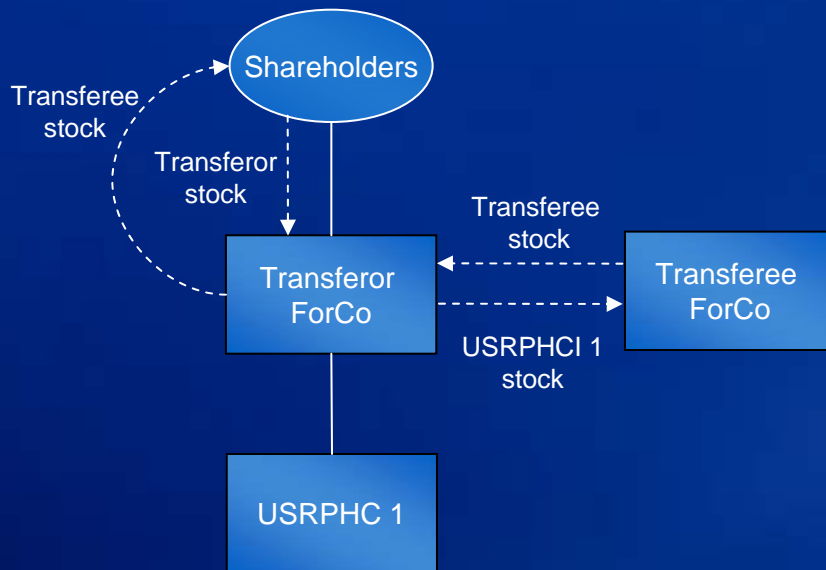 Shareholders
Transferee
stock
Transferor
stock
Transferee
stock
Transferor
ForCo
Transferee
ForCo
USRPHCI 1
stock
USRPHC 1